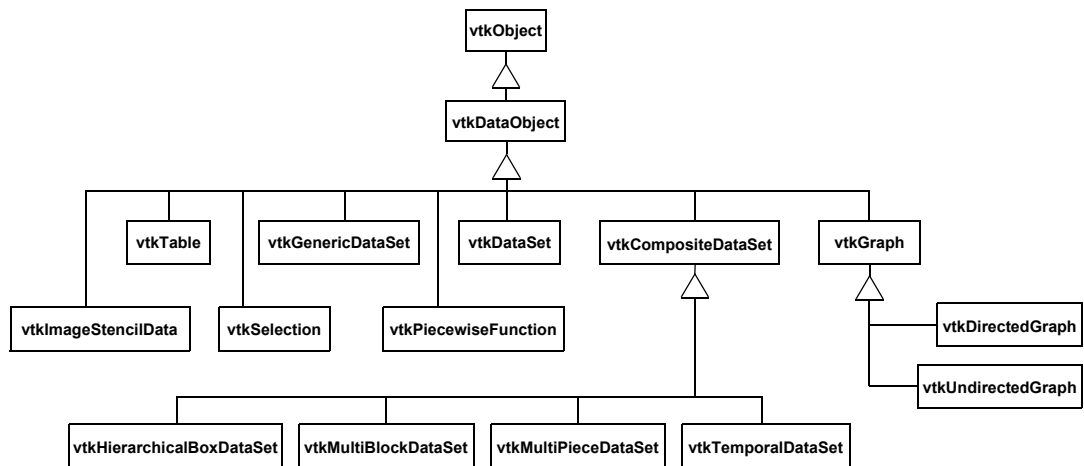 vtkObject
vtkDataObject
vtkTable
vtkGenericDataSet
vtkDataSet
vtkCompositeDataSet
vtkGraph
vtkImageStencilData
vtkSelection
vtkPiecewiseFunction
vtkDirectedGraph
vtkUndirectedGraph
vtkHierarchicalBoxDataSet
vtkMultiBlockDataSet
vtkMultiPieceDataSet
vtkTemporalDataSet